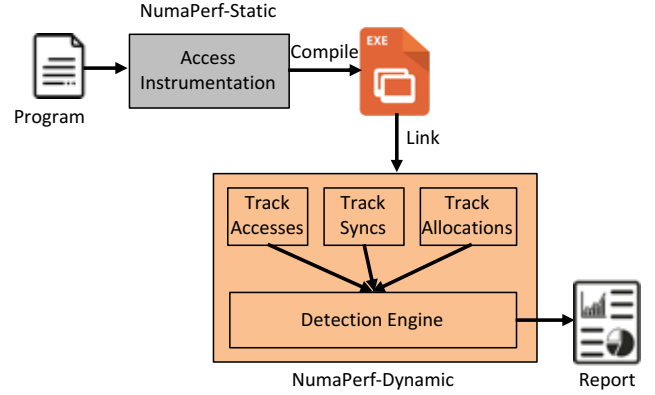 NumaPerf-Static
Program
Access
Instrumentation
Compile
EXE
Link
Track
Accesses
Track
Syncs
Track
Allocations
Detection Engine
NumaPerf-Dynamic
Report